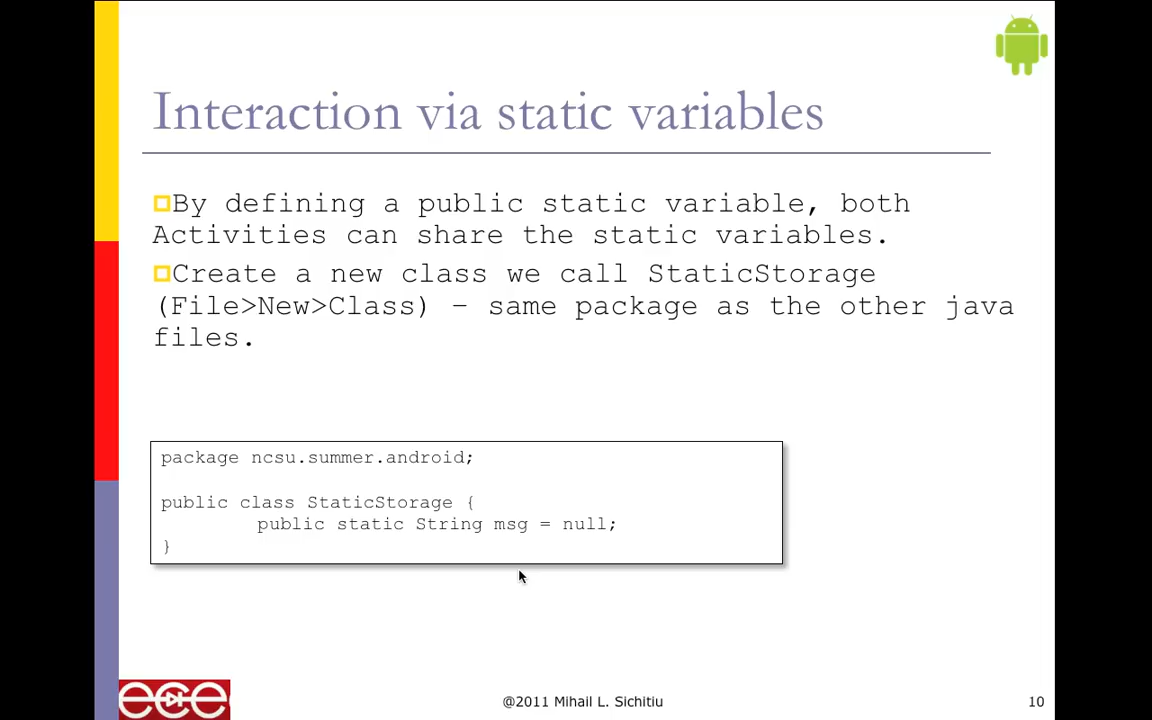 Interaction via static variables
By defining a public static variable, both
Activities can share the static variables.
Create a new class we call StaticStorage
(File>New>Class) – same package as the other java
files.
package ncsu.summer.android;
public class StaticStorage {
public static String msg = null;
}
ece
@2011 Mihail L. Sichitiu
10